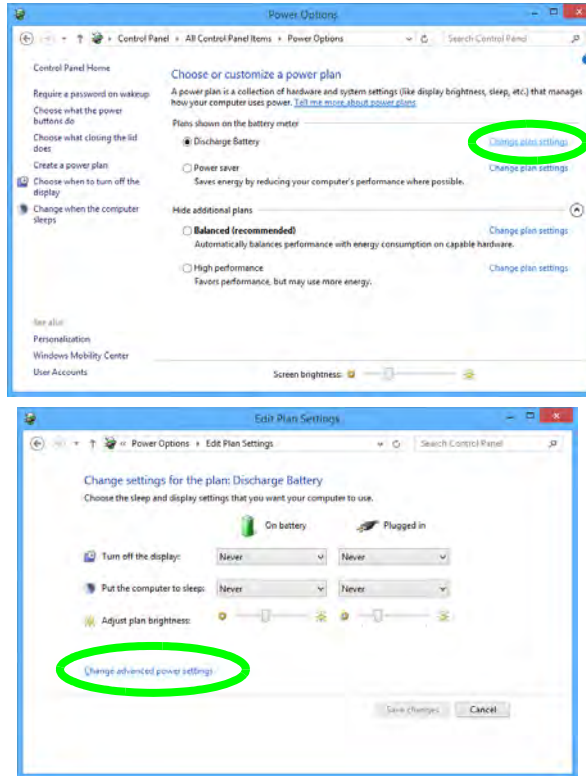 Power Options
Control Panel ▸ All Control Panel Items ▸ Power Options
Search Control Panel
Control Panel Home
Require a password on wakeup
Choose what the power
buttons do
Choose what closing the lid
does
Create a power plan
Choose when to turn off the
display
Change when the computer
sleeps
See also
Personalization
Windows Mobility Center
User Accounts
Choose or customize a power plan
A power plan is a collection of hardware and system settings (like display brightness, sleep, etc.) that manages
how your computer uses power. Tell me more about power plans
Plans shown on the battery meter
Discharge Battery Change plan settings
Power saver Change plan settings
Saves energy by reducing your computer's performance where possible.
Hide additional plans
Balanced (recommended) Change plan settings
Automatically balances performance with energy consumption on capable hardware.
High performance Change plan settings
Favors performance, but may use more energy.
Screen brightness:
Edit Plan Settings
« Power Options ▸ Edit Plan Settings
Search Control Panel
Change settings for the plan: Discharge Battery
Choose the sleep and display settings that you want your computer to use.
On battery Plugged in
Turn off the display: Never Never
Put the computer to sleep: Never Never
Adjust plan brightness:
Change advanced power settings
Save changes Cancel